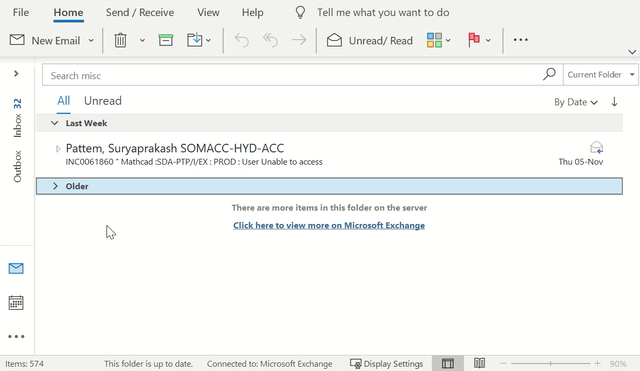 File Home Send / Receive View Help Tell me what you want to do
New Email Unread/ Read
Search misc Current Folder
All Unread By Date
Last Week
Pattem, Suryaprakash SOMACC-HYD-ACC
INC0061860 " Mathcad :SDA-PTP/I/EX : PROD : User Unable to access Thu 05-Nov
Older
There are more items in this folder on the server
Click here to view more on Microsoft Exchange
Inbox 32
Outbox
Items: 574 This folder is up to date. Connected to: Microsoft Exchange Display Settings 90%